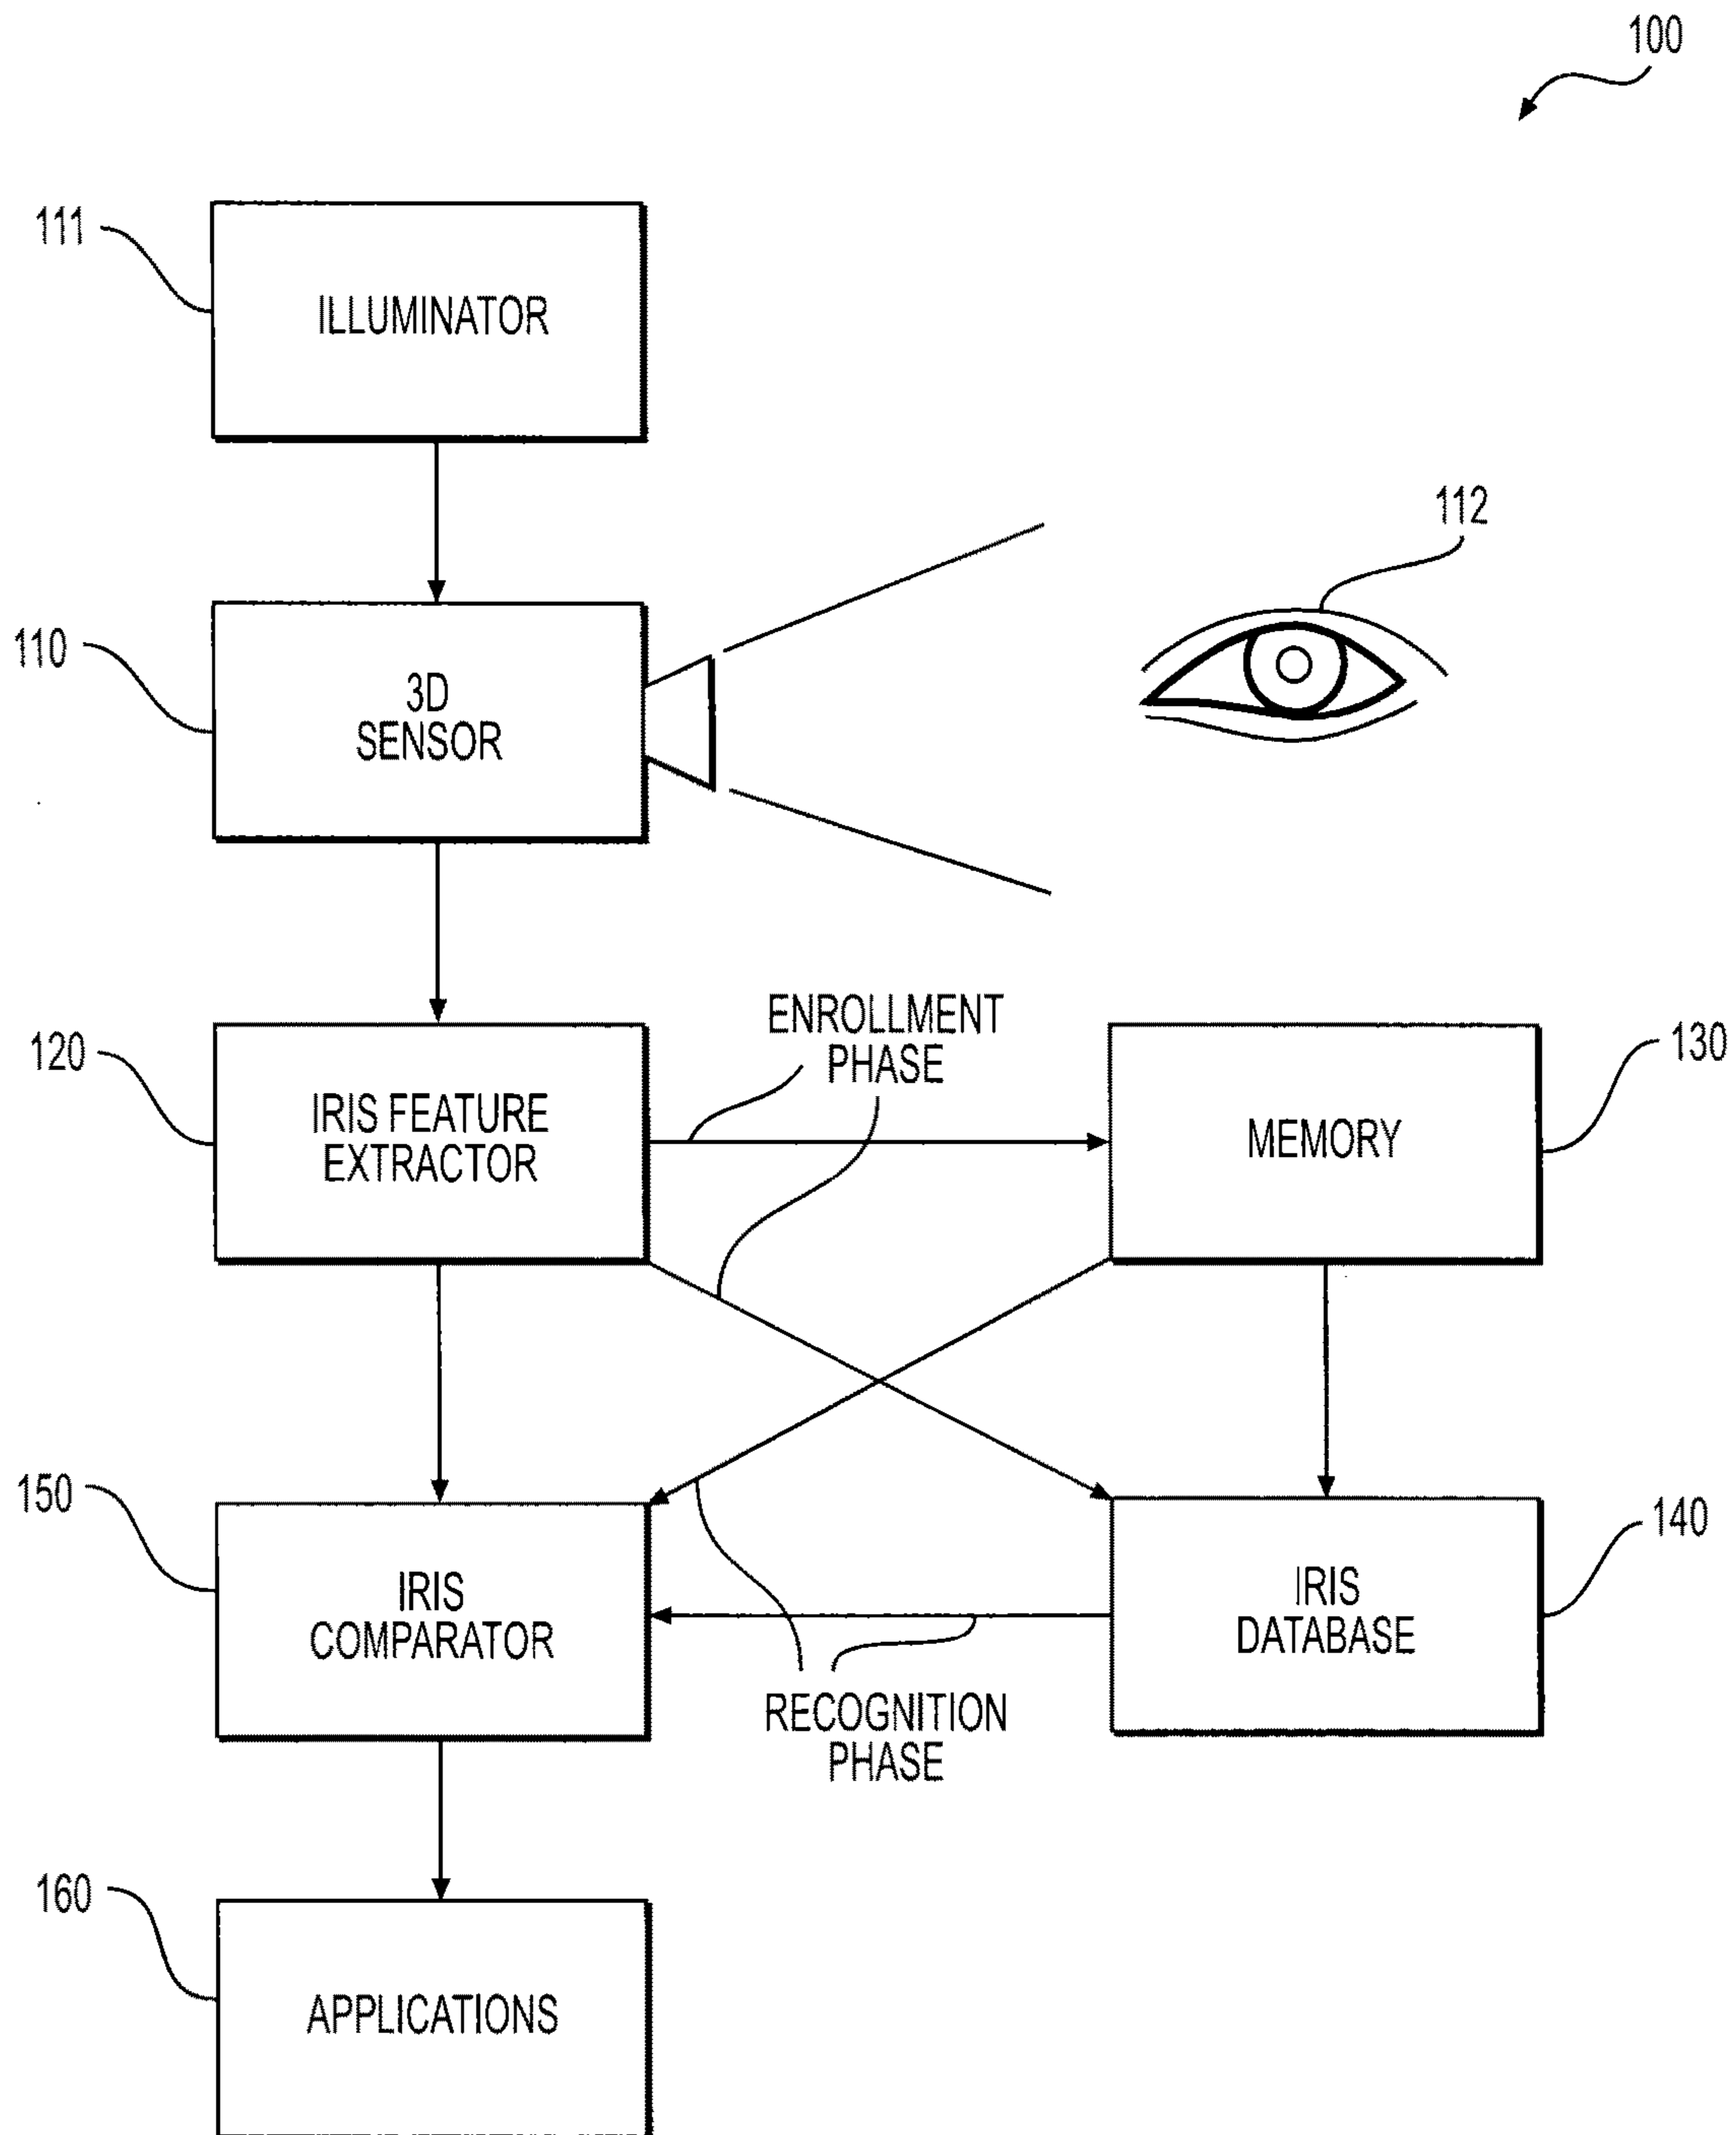 100
111
ILLUMINATOR
112
110
3D
SENSOR
ENROLLMENT
PHASE
120
IRIS FEATURE
EXTRACTOR
130
MEMORY
150
IRIS
COMPARATOR
140
IRIS
DATABASE
RECOGNITION
PHASE
160
APPLICATIONS